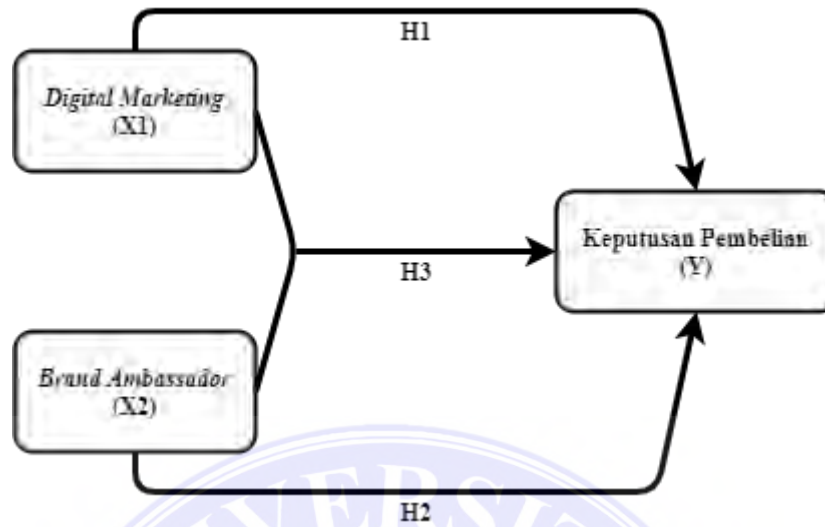 H1
Digital Marketing
(X1)
Keputusan Pembelian
(Y)
H3
Brand Ambassador
(X2)
H2